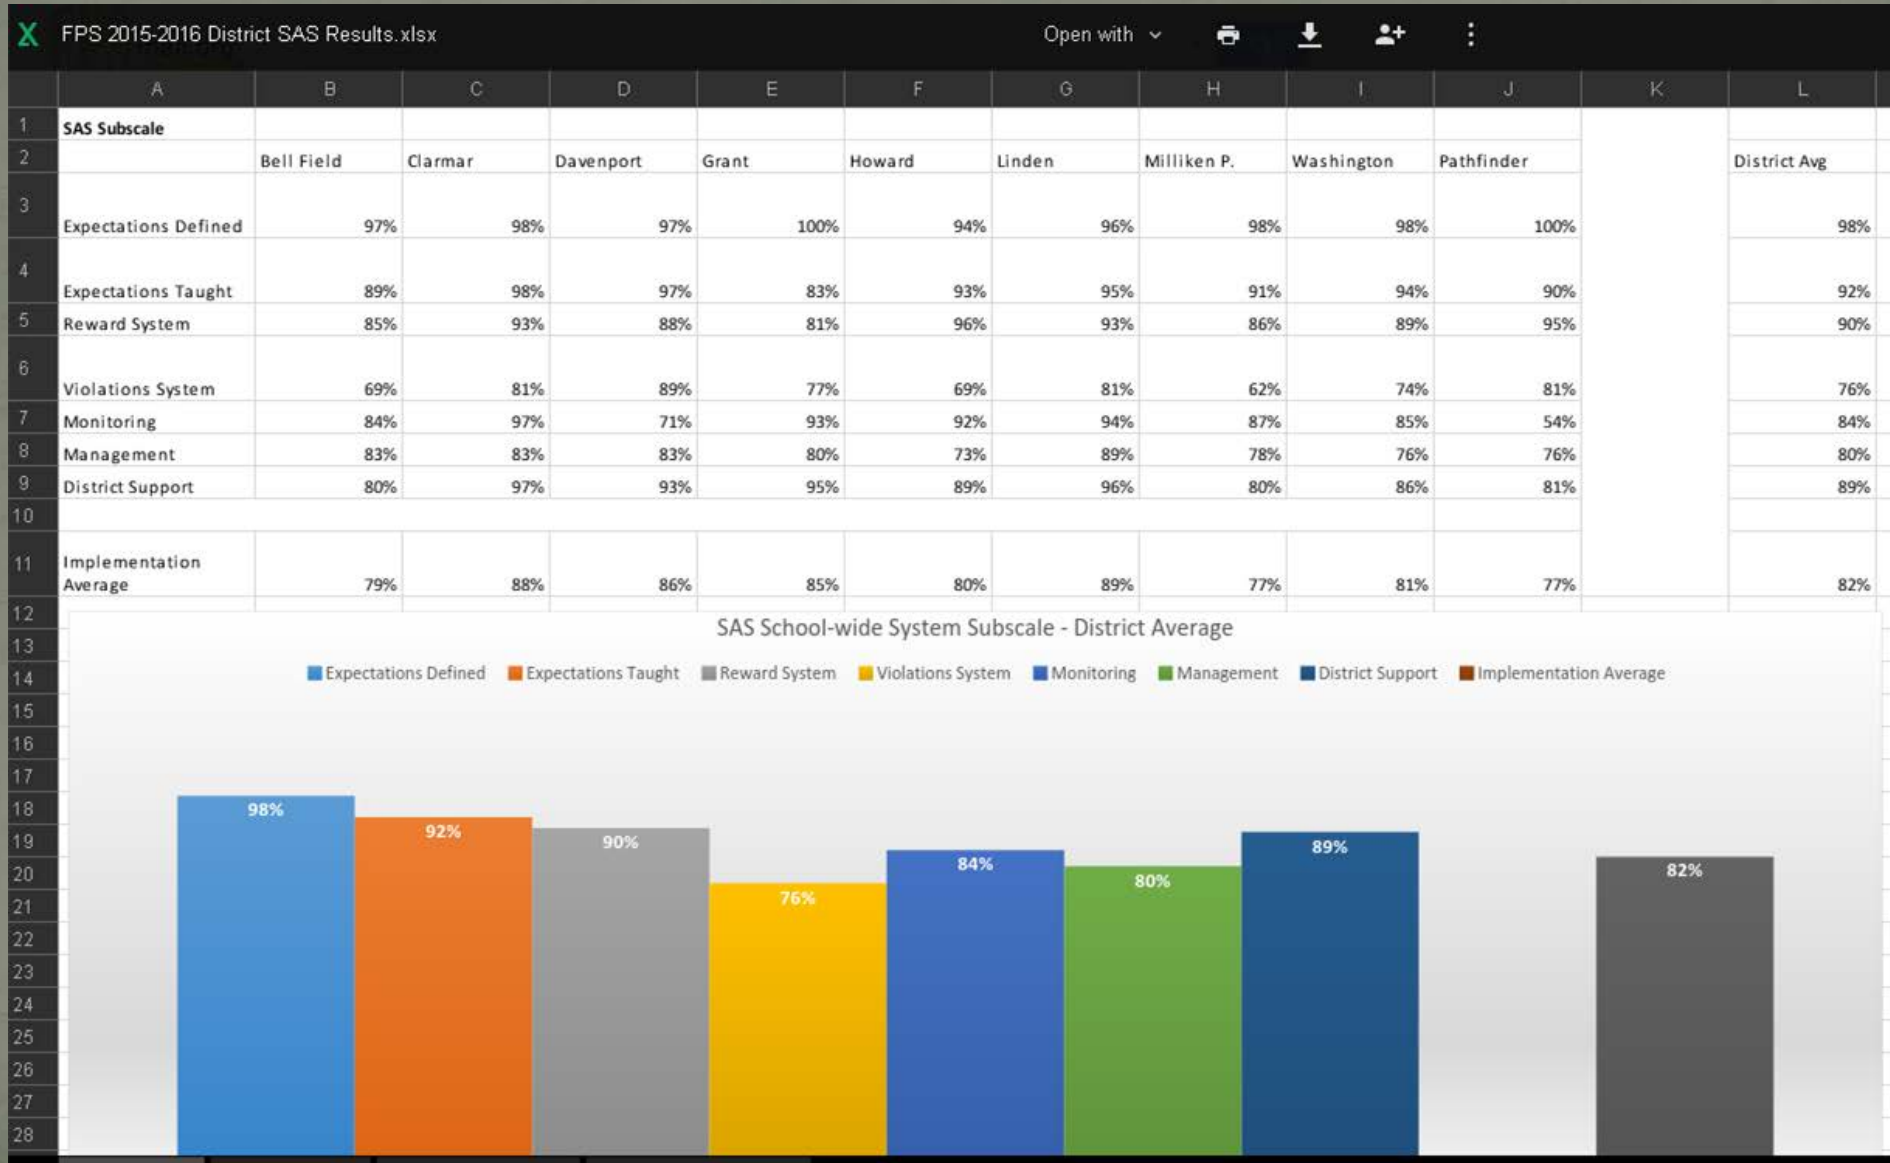 FPS 2015-2016 District SAS Results.xlsx Open with
A B C D E F G H I J K L
1 SAS Subscale
2 Bell Field Clarmar Davenport Grant Howard Linden Milliken P. Washington Pathfinder District Avg
3 Expectations Defined 97% 98% 97% 100% 94% 96% 98% 98% 100% 98%
4 Expectations Taught 89% 98% 97% 83% 93% 95% 91% 94% 90% 92%
5 Reward System 85% 93% 88% 81% 96% 93% 86% 89% 95% 90%
6 Violations System 69% 81% 89% 77% 69% 81% 62% 74% 81% 76%
7 Monitoring 84% 97% 71% 93% 92% 94% 87% 85% 54% 84%
8 Management 83% 83% 83% 80% 73% 89% 78% 76% 76% 80%
9 District Support 80% 97% 93% 95% 89% 96% 80% 86% 81% 89%
10
11 Implementation
Average 79% 88% 86% 85% 80% 89% 77% 81% 77% 82%
12
SAS School-wide System Subscale - District Average
13
14 Expectations Defined Expectations Taught Reward System Violations System Monitoring Management District Support Implementation Average
15
16
17
18 98%
19 92% 90% 89%
20 84% 80% 82%
21 76%
22
23
24
25
26
27
28